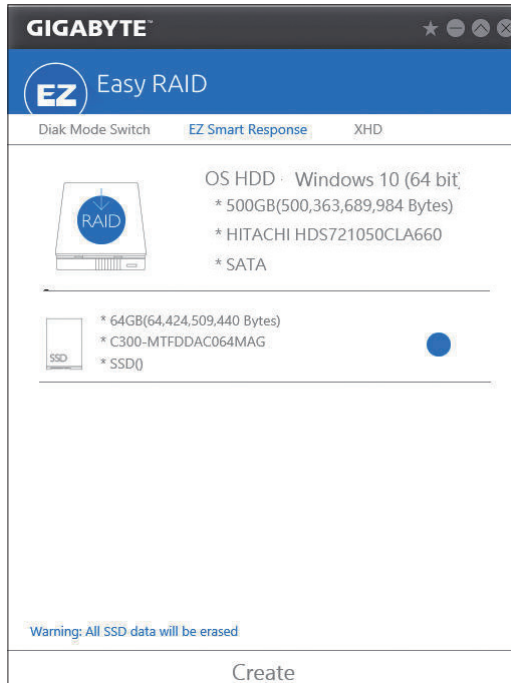 GIGABYTE™
EZ Easy RAID
Diak Mode Switch EZ Smart Response XHD
OS HDD · Windows 10 (64 bit)
RAID
* 500GB(500,363,689,984 Bytes)
* HITACHI HDS721050CLA660
* SATA
* 64GB(64,424,509,440 Bytes)
* C300-MTFDDAC064MAG
SSD
* SSD()
Warning: All SSD data will be erased
Create